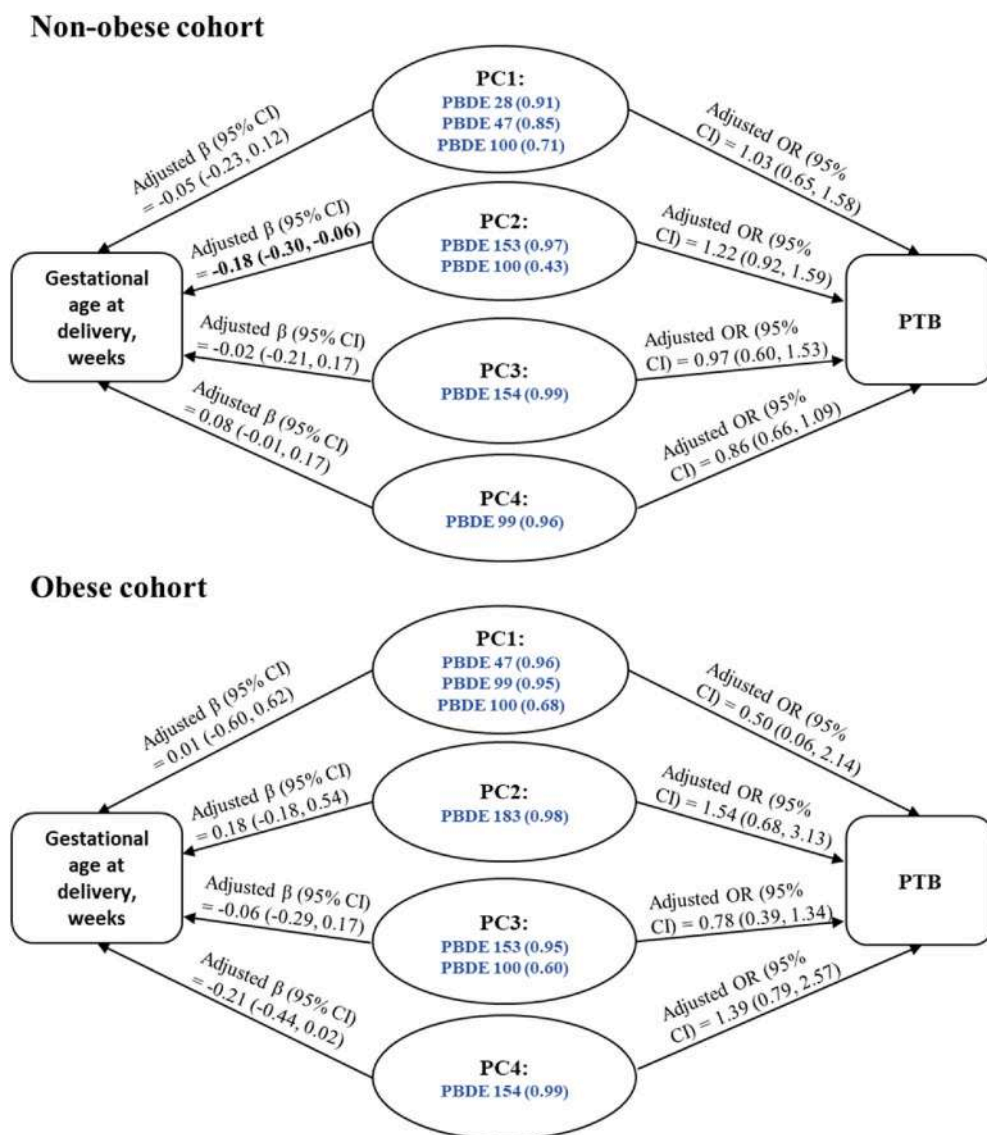 Non-obese cohort
PC1:
PBDE 28 (0.91)
PBDE 47 (0.85)
PBDE 100 (0.71)
Adjusted β (95% CI)
= -0.05 (-0.23, 0.12)
Adjusted OR (95%
CI) = 1.03 (0.65, 1.58)
PC2:
PBDE 153 (0.97)
PBDE 100 (0.43)
Adjusted β (95% CI)
= -0.18 (-0.30, -0.06)
Adjusted OR (95%
CI) = 1.22 (0.92, 1.59)
Gestational
age at
delivery,
weeks
PTB
PC3:
PBDE 154 (0.99)
Adjusted β (95% CI)
= -0.02 (-0.21, 0.17)
Adjusted OR (95%
CI) = 0.97 (0.60, 1.53)
PC4:
PBDE 99 (0.96)
Adjusted β (95% CI)
= 0.08 (-0.01, 0.17)
Adjusted OR (95%
CI) = 0.86 (0.66, 1.09)
Obese cohort
PC1:
PBDE 47 (0.96)
PBDE 99 (0.95)
PBDE 100 (0.68)
Adjusted β (95% CI)
= 0.01 (-0.60, 0.62)
Adjusted OR (95%
CI) = 0.50 (0.06, 2.14)
PC2:
PBDE 183 (0.98)
Adjusted β (95% CI)
= 0.18 (-0.18, 0.54)
Adjusted OR (95%
CI) = 1.54 (0.68, 3.13)
Gestational
age at
delivery,
weeks
PTB
PC3:
PBDE 153 (0.95)
PBDE 100 (0.60)
Adjusted β (95% CI)
= -0.06 (-0.29, 0.17)
Adjusted OR (95%
CI) = 0.78 (0.39, 1.34)
PC4:
PBDE 154 (0.99)
Adjusted β (95% CI)
= -0.21 (-0.44, 0.02)
Adjusted OR (95%
CI) = 1.39 (0.79, 2.57)